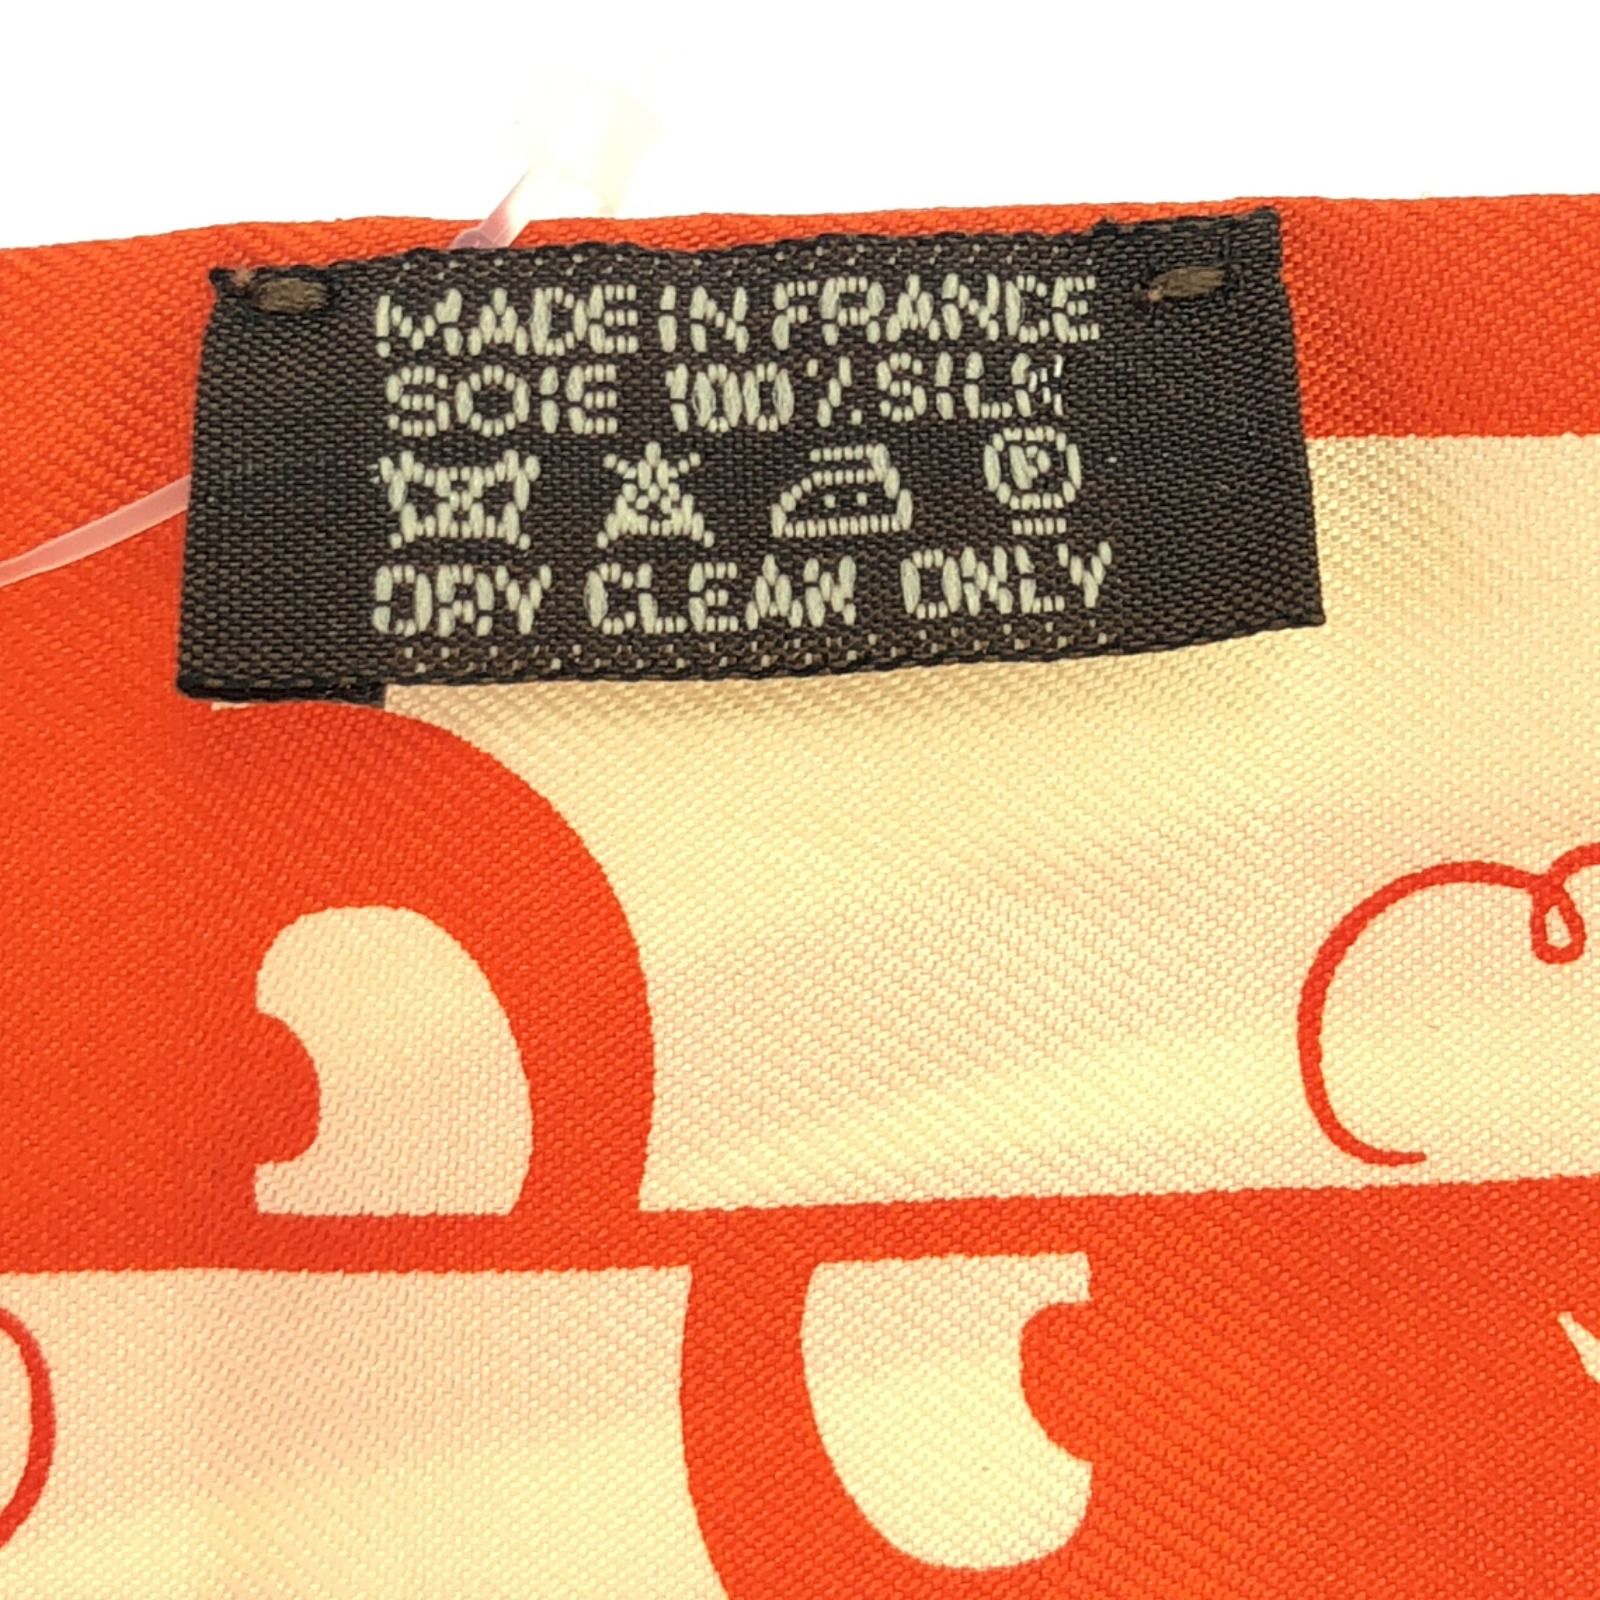 MADE IN FRANCE
SOIE 100% SILK
P
DRY CLEAN ONLY